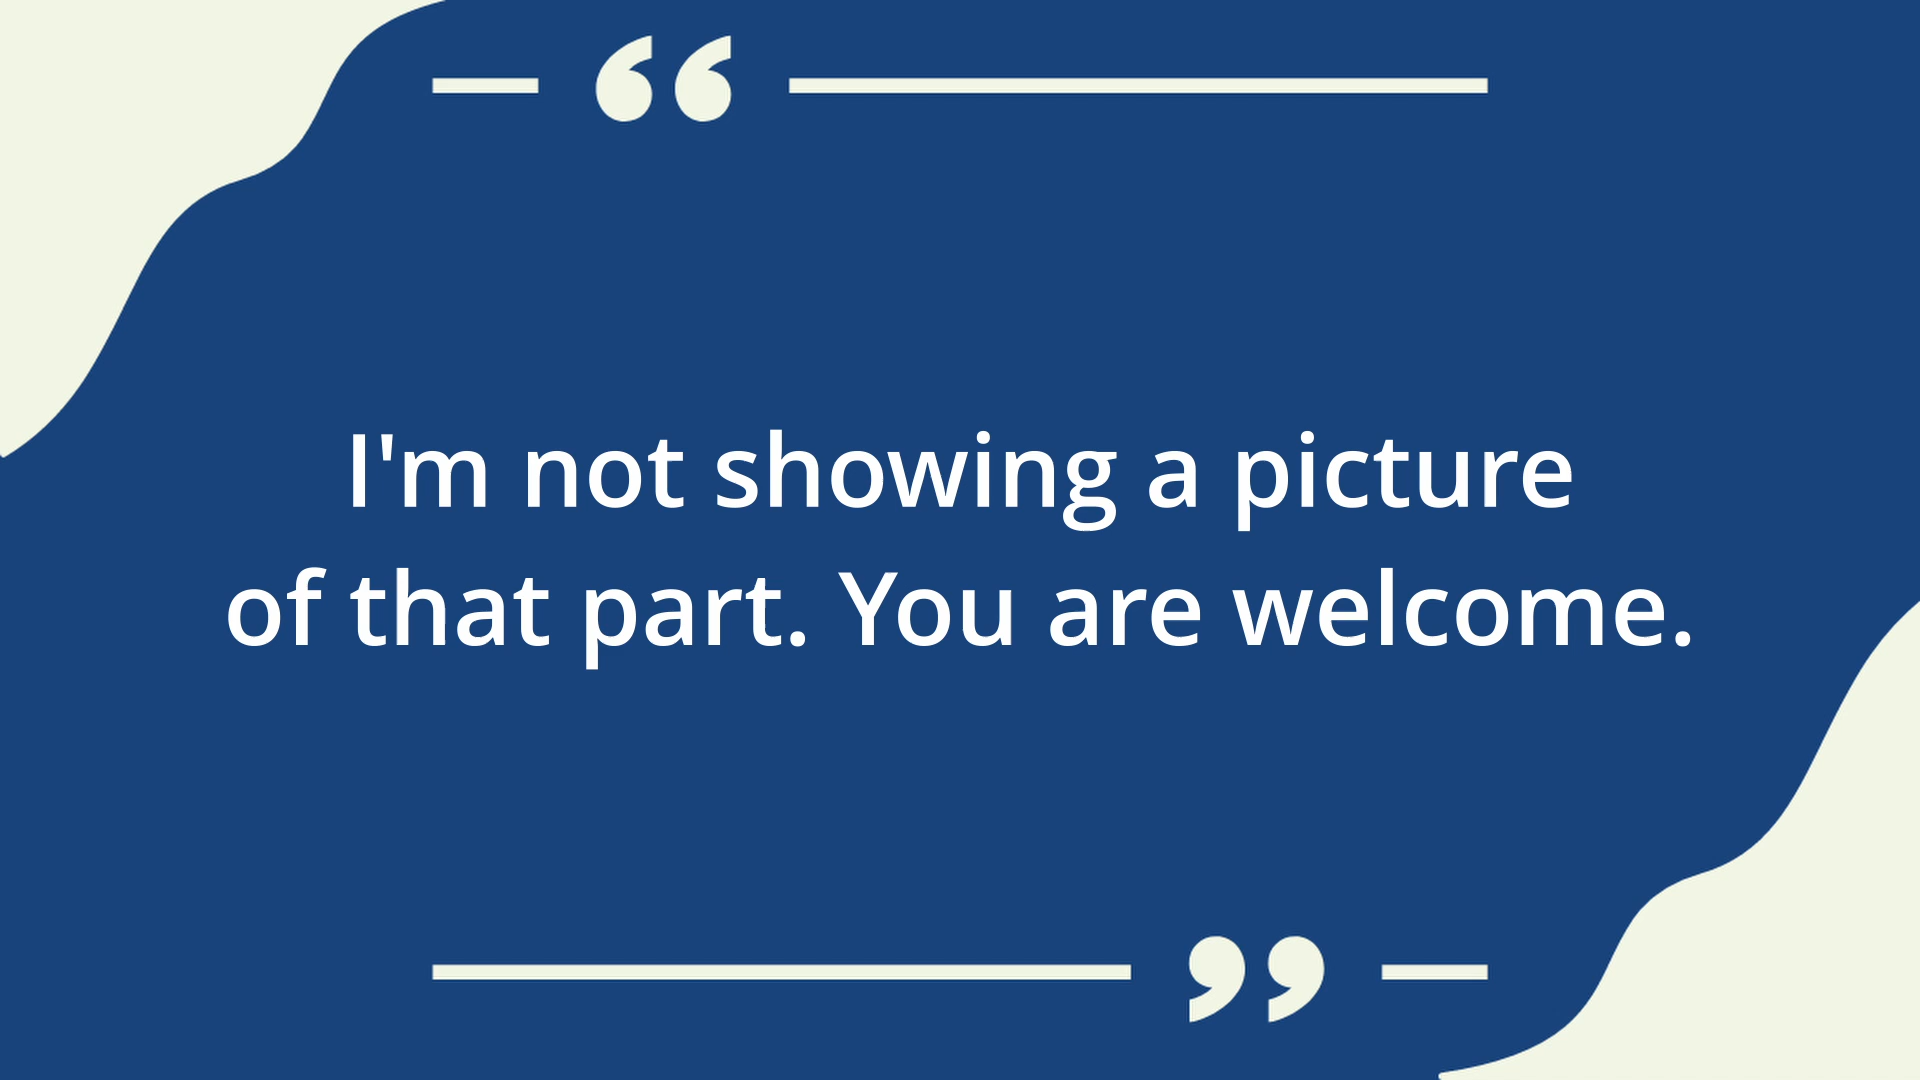 “
I'm not showing a picture
of that part. You are welcome.
”